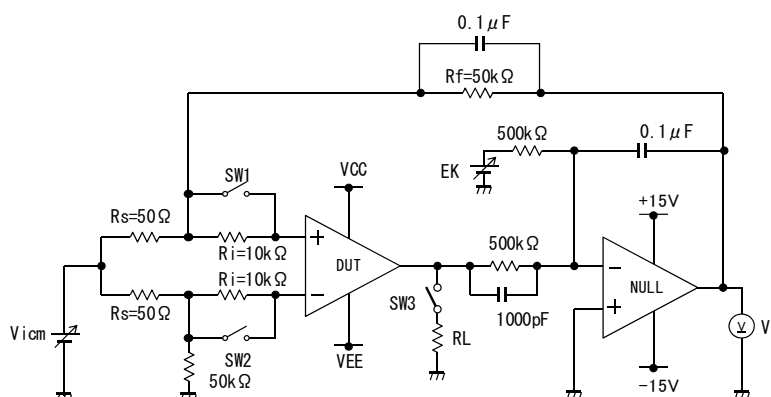 0.1μF
Rf=50kΩ
500kΩ
0.1μF
EK
SW1
VCC
+15V
Rs=50Ω
Ri=10kΩ
500kΩ
+
DUT
−
NULL
Ri=10kΩ
−
+
Vicm
Rs=50Ω
SW3
1000pF
V
V
SW2
VEE
RL
50kΩ
-15V